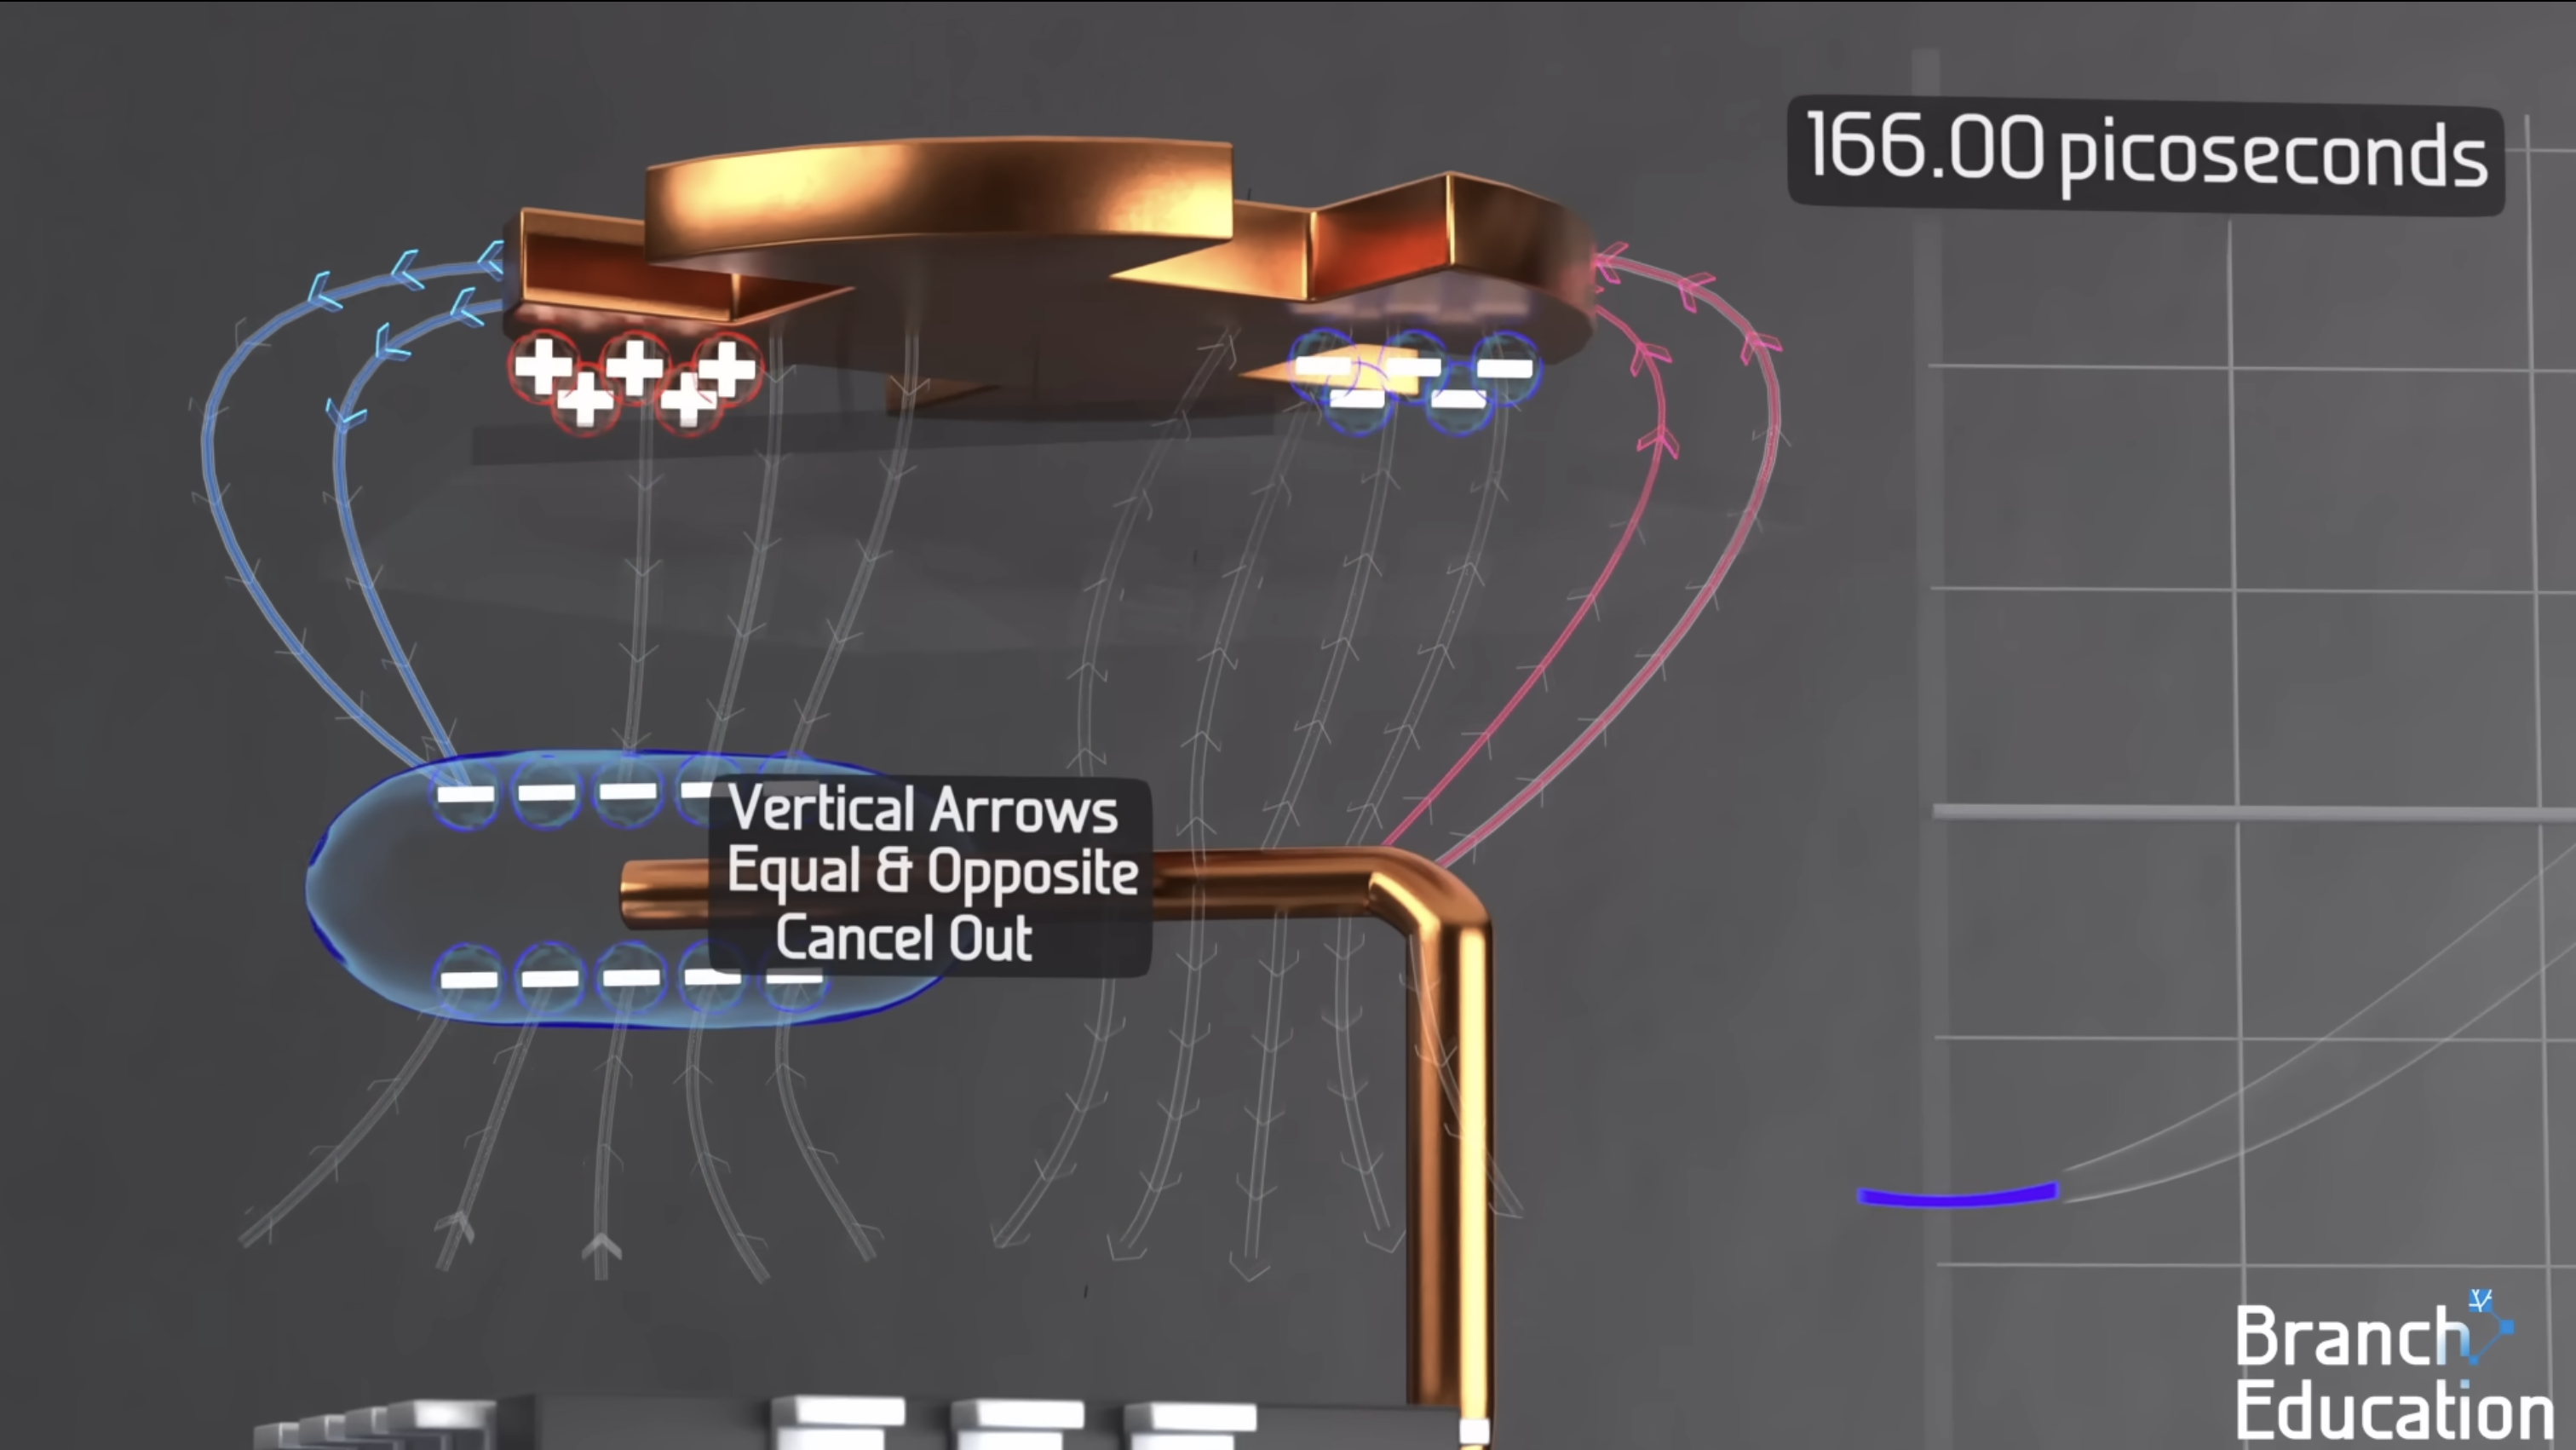 166.00 picoseconds
Vertical Arrows
Equal & Opposite
Cancel Out
Branch
Education